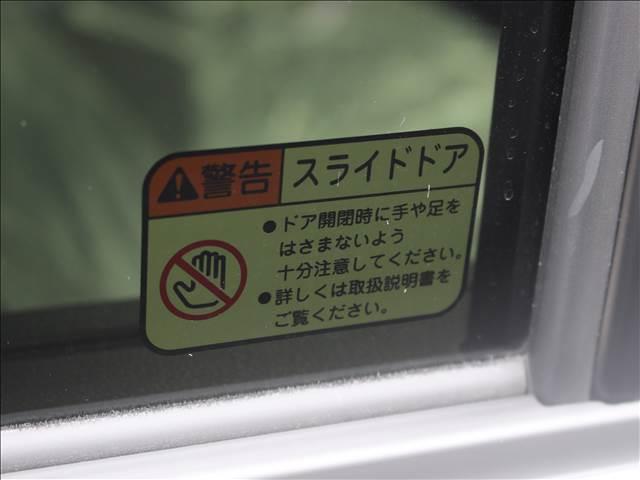 警告 スライドドア
●ドア開閉時に手や足を
はさまないよう
十分注意してください。
●詳しくは取扱説明書を
ご覧ください。